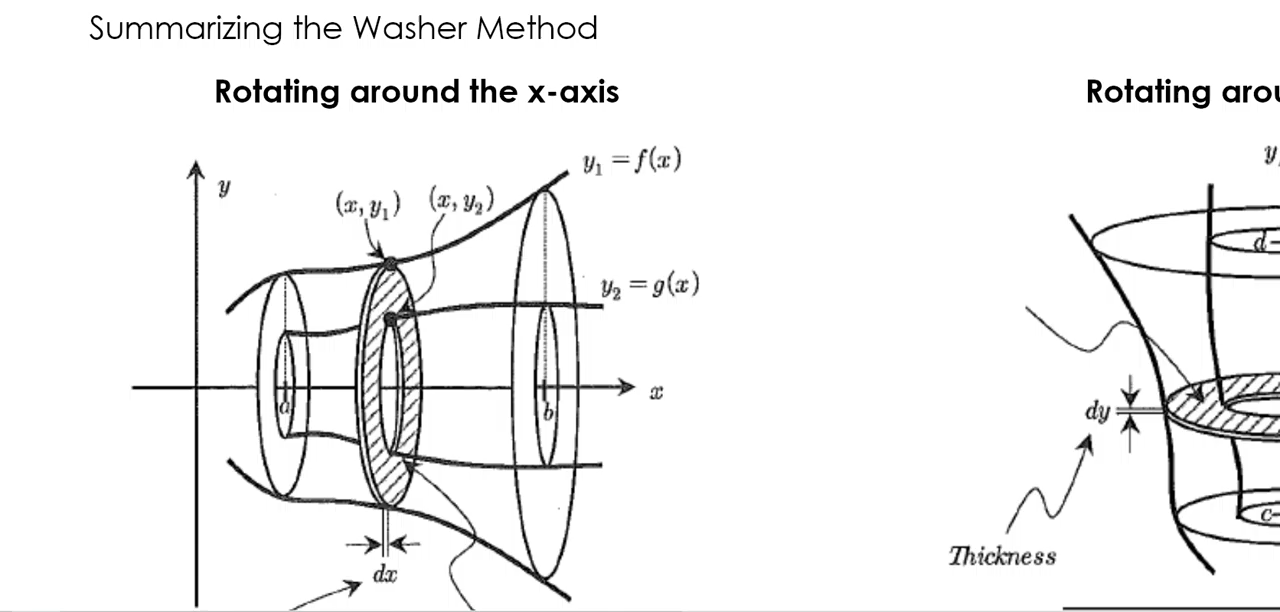 Summarizing the Washer Method
Rotating around the x-axis
Rotating arou
y₁ = f(x)
y
y
(x, y₁)
(x, y₂)
y₂ = g(x)
d
x
a
b
dy
c
Thickness
dx